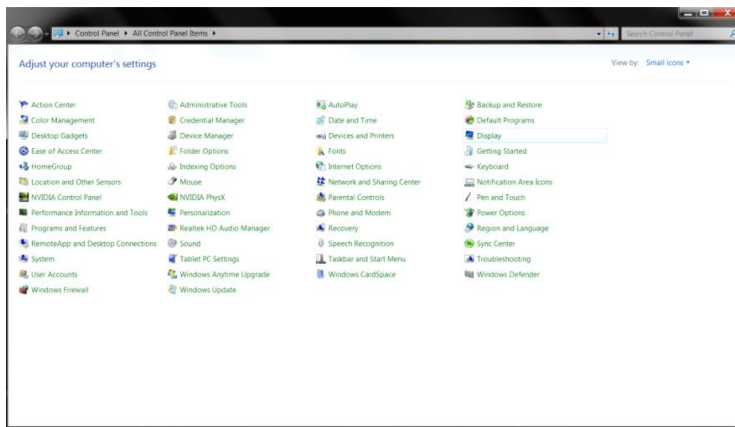 Control Panel ▸ All Control Panel Items ▸ Search Control Panel
Adjust your computer's settings View by: Small icons
Action Center Administrative Tools AutoPlay Backup and Restore
Color Management Credential Manager Date and Time Default Programs
Desktop Gadgets Device Manager Devices and Printers Display
Ease of Access Center Folder Options Fonts Getting Started
HomeGroup Indexing Options Internet Options Keyboard
Location and Other Sensors Mouse Network and Sharing Center Notification Area Icons
NVIDIA Control Panel NVIDIA PhysX Parental Controls Pen and Touch
Performance Information and Tools Personalization Phone and Modem Power Options
Programs and Features Realtek HD Audio Manager Recovery Region and Language
RemoteApp and Desktop Connections Sound Speech Recognition Sync Center
System Tablet PC Settings Taskbar and Start Menu Troubleshooting
User Accounts Windows Anytime Upgrade Windows CardSpace Windows Defender
Windows Firewall Windows Update